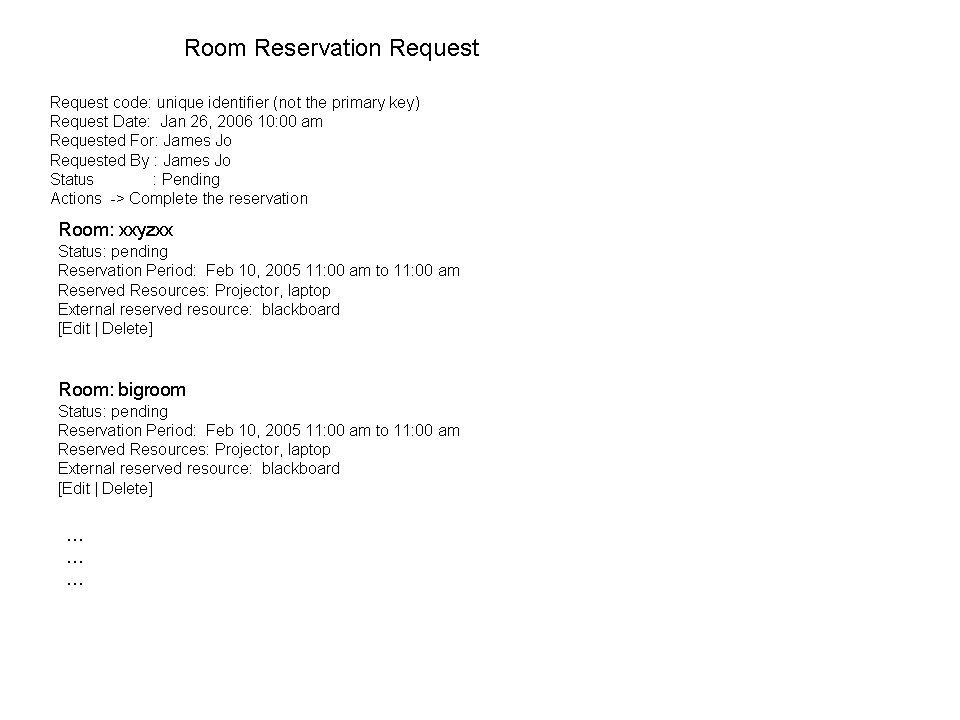 Room Reservation Request
Request code: unique identifier (not the primary key)
Request Date:  Jan 26, 2006 10:00 am
Requested For: James Jo
Requested By : James Jo
Status            : Pending
Actions  -> Complete the reservation
Room: xxyzxx
Status: pending
Reservation Period:  Feb 10, 2005 11:00 am to 11:00 am
Reserved Resources: Projector, laptop
External reserved resource:  blackboard
[Edit | Delete]
Room: bigroom
Status: pending
Reservation Period:  Feb 10, 2005 11:00 am to 11:00 am
Reserved Resources: Projector, laptop
External reserved resource:  blackboard
[Edit | Delete]
...
...
...